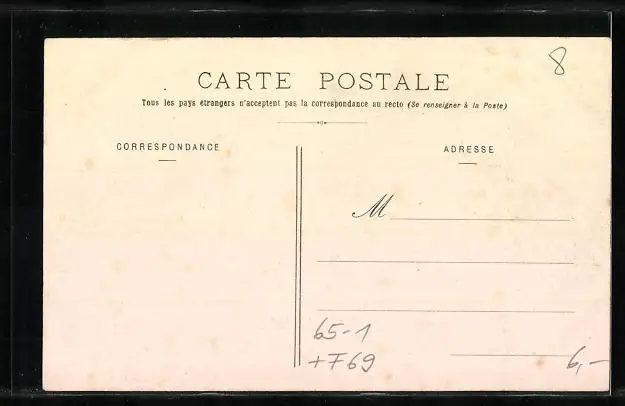 8
CARTE POSTALE
Tous les pays étrangers n'acceptent pas la correspondance au recto (Se renseigner à la Poste)
CORRESPONDANCE
ADRESSE
M
65-1
+F69
6,-